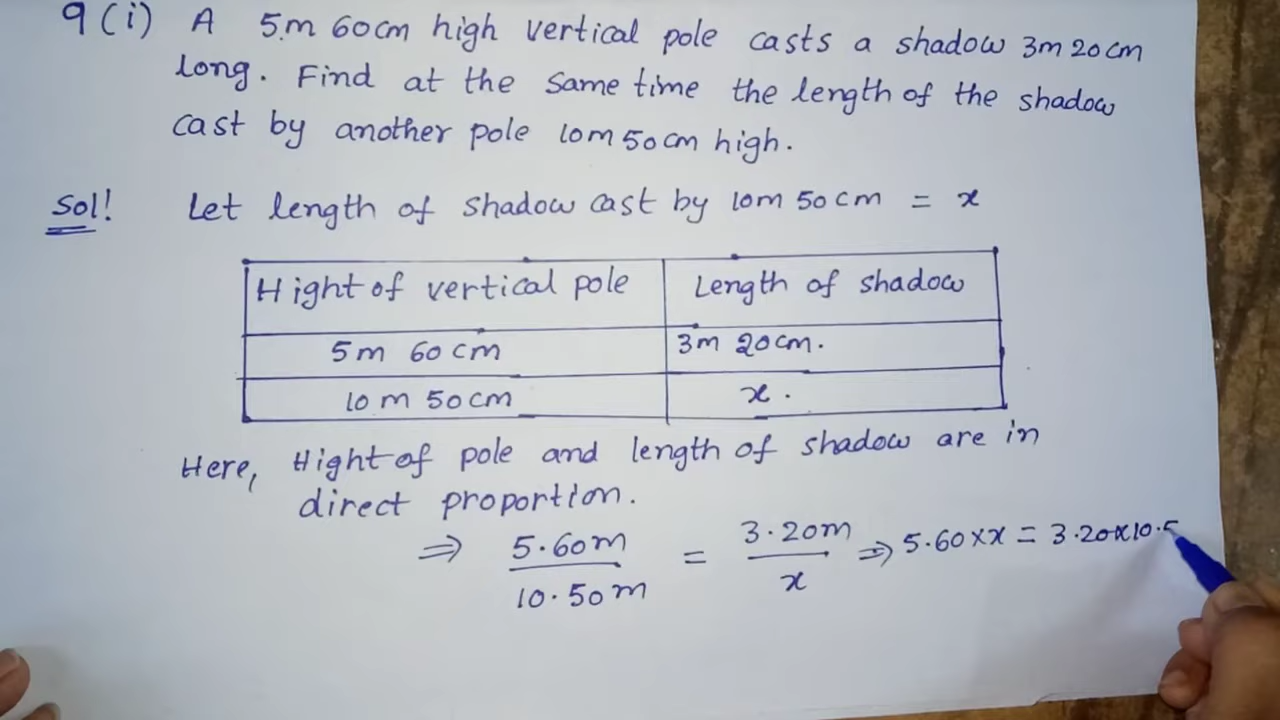 9 (i) A 5m 60cm high vertical pole casts a shadow 3m 20cm
long. Find at the same time the length of the shadow
cast by another pole 10m 50cm high.
Sol! Let length of shadow cast by 10m 50cm = x
Hight of vertical pole Length of shadow
5m 60cm 3m 20cm.
10m 50cm x.
Here, Hight of pole and length of shadow are in
direct proportion.
⇒ 5.60m / 10.50m = 3.20m / x ⇒ 5.60×x = 3.20×10.5